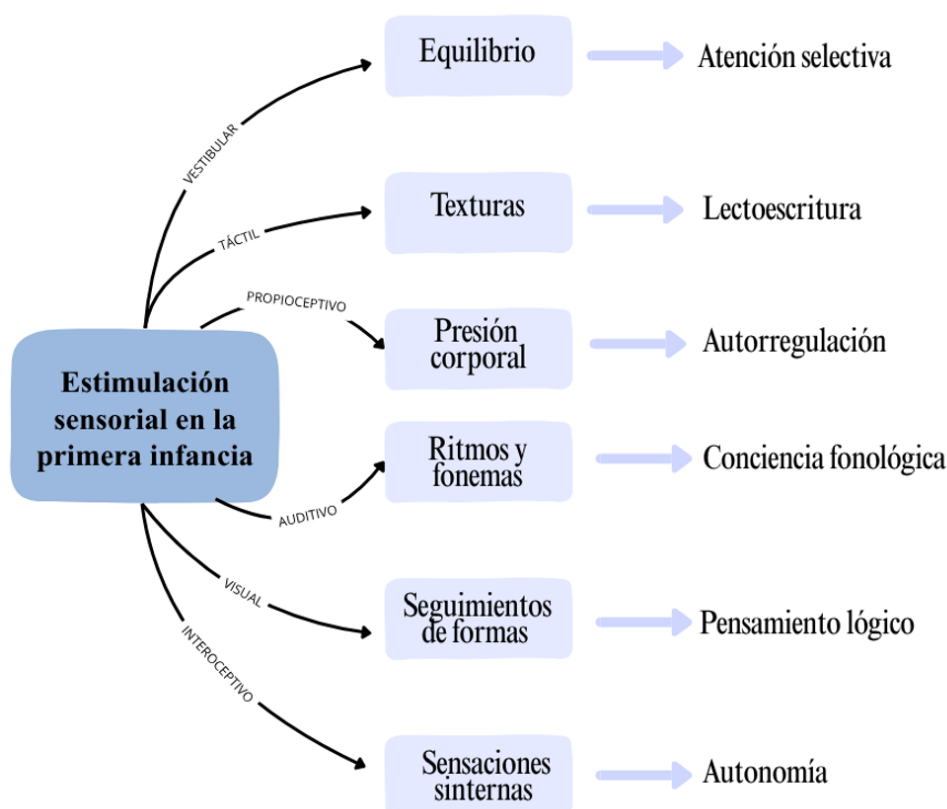 Estimulación
sensorial en la
primera infancia
VESTIBULAR
Equilibrio
Atención selectiva
TÁCTIL
Texturas
Lectoescritura
PROPIOCEPTIVO
Presión
corporal
Autorregulación
AUDITIVO
Ritmos y
fonemas
Conciencia fonológica
VISUAL
Seguimientos
de formas
Pensamiento lógico
INTEROCEPTIVO
Sensaciones
sinternas
Autonomía